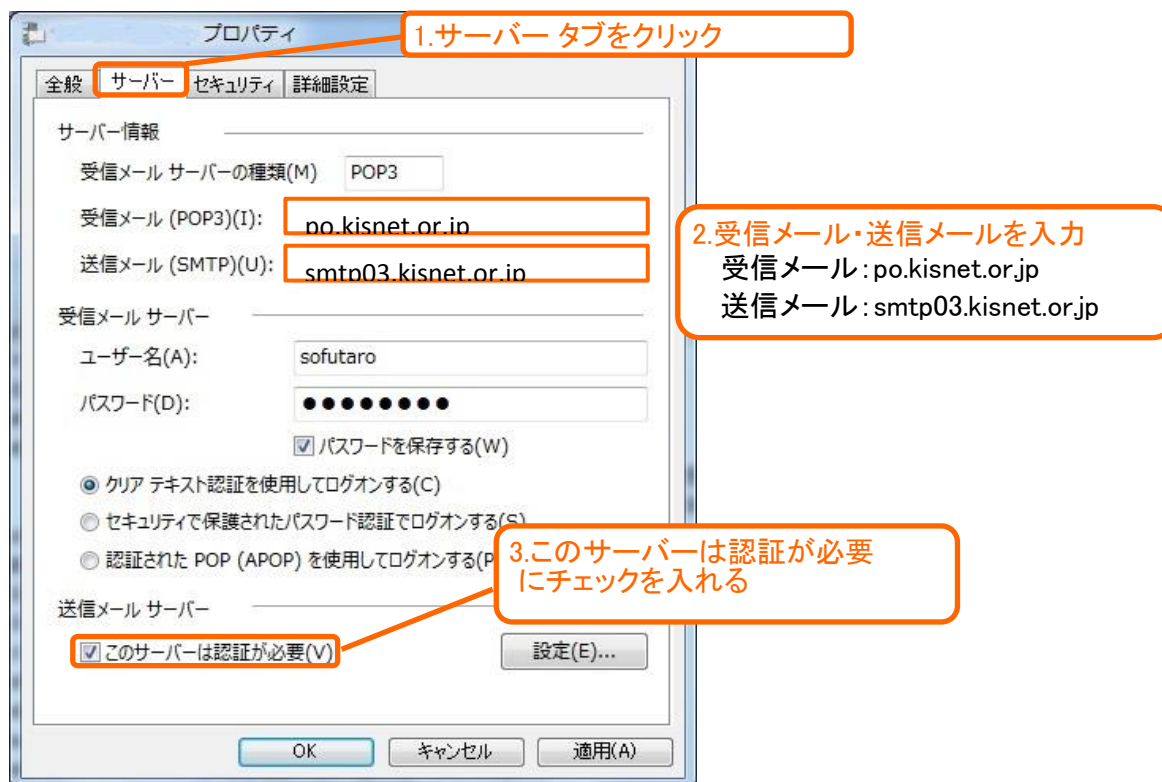 プロパティ
1.サーバー タブをクリック
全般 サーバー セキュリティ 詳細設定
サーバー情報
受信メール サーバーの種類(M) POP3
受信メール (POP3)(I): po.kisnet.or.jp
送信メール (SMTP)(U): smtp03.kisnet.or.jp
2.受信メール・送信メールを入力
受信メール:po.kisnet.or.jp
送信メール:smtp03.kisnet.or.jp
受信メール サーバー
ユーザー名(A): sofutaro
パスワード(D): ●●●●●●●●
パスワードを保存する(W)
クリア テキスト認証を使用してログオンする(C)
セキュリティで保護されたパスワード認証でログオンする(S)
認証された POP (APOP) を使用してログオンする(P
3.このサーバーは認証が必要
にチェックを入れる
送信メール サーバー
このサーバーは認証が必要(V) 設定(E)...
OK キャンセル 適用(A)